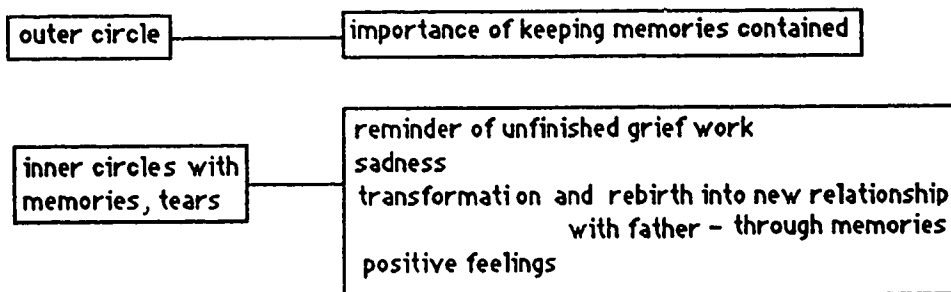 outer circle
importance of keeping memories contained
inner circles with
memories, tears
reminder of unfinished grief work
sadness
transformation and rebirth into new relationship
with father - through memories
positive feelings